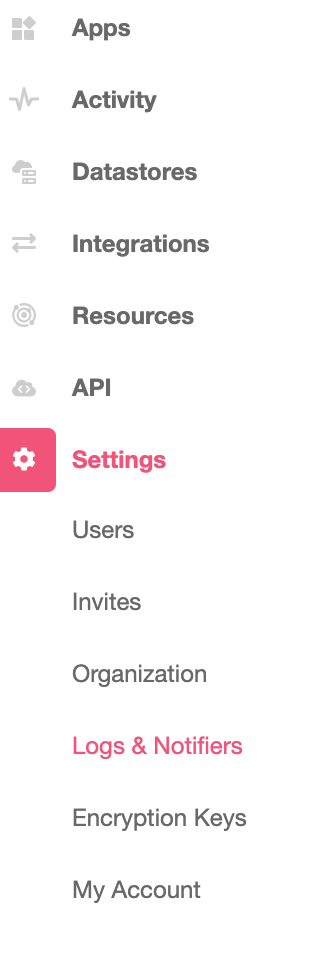 Apps
Activity
Datastores
Integrations
Resources
API
Settings
Users
Invites
Organization
Logs & Notifiers
Encryption Keys
My Account